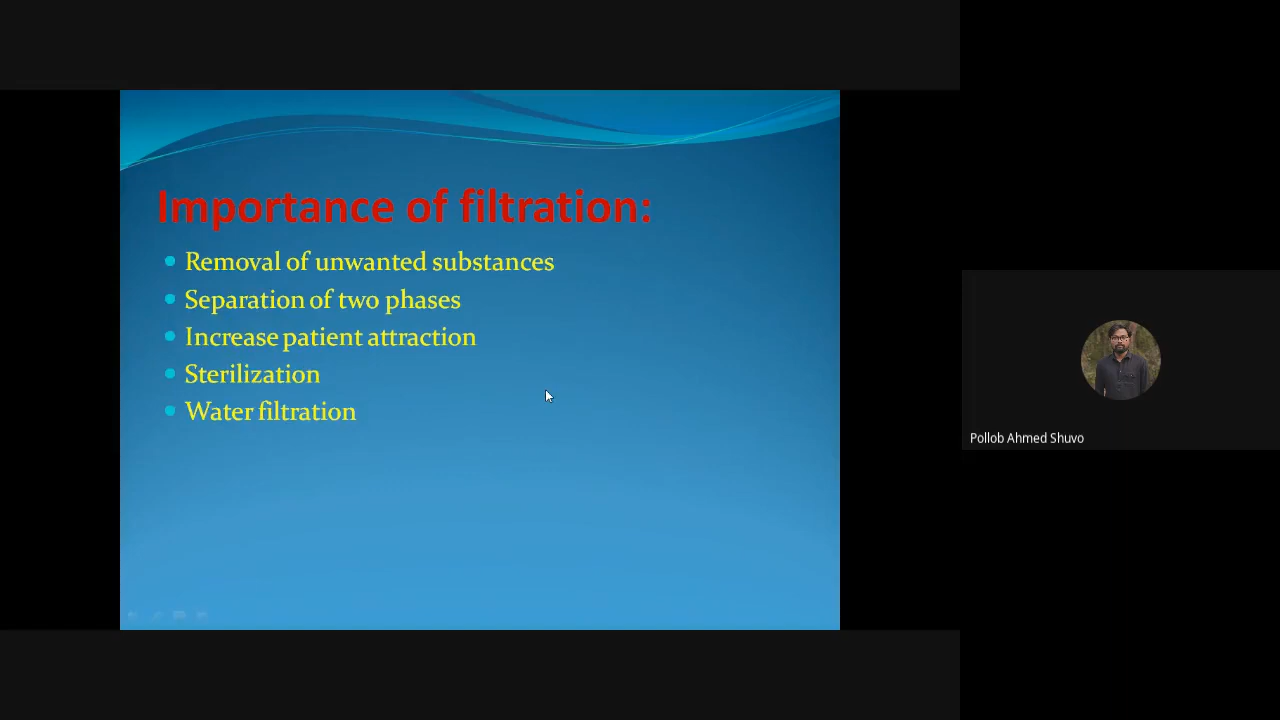 Importance of filtration:
Removal of unwanted substances
Separation of two phases
Increase patient attraction
Sterilization
Water filtration
Pollob Ahmed Shuvo